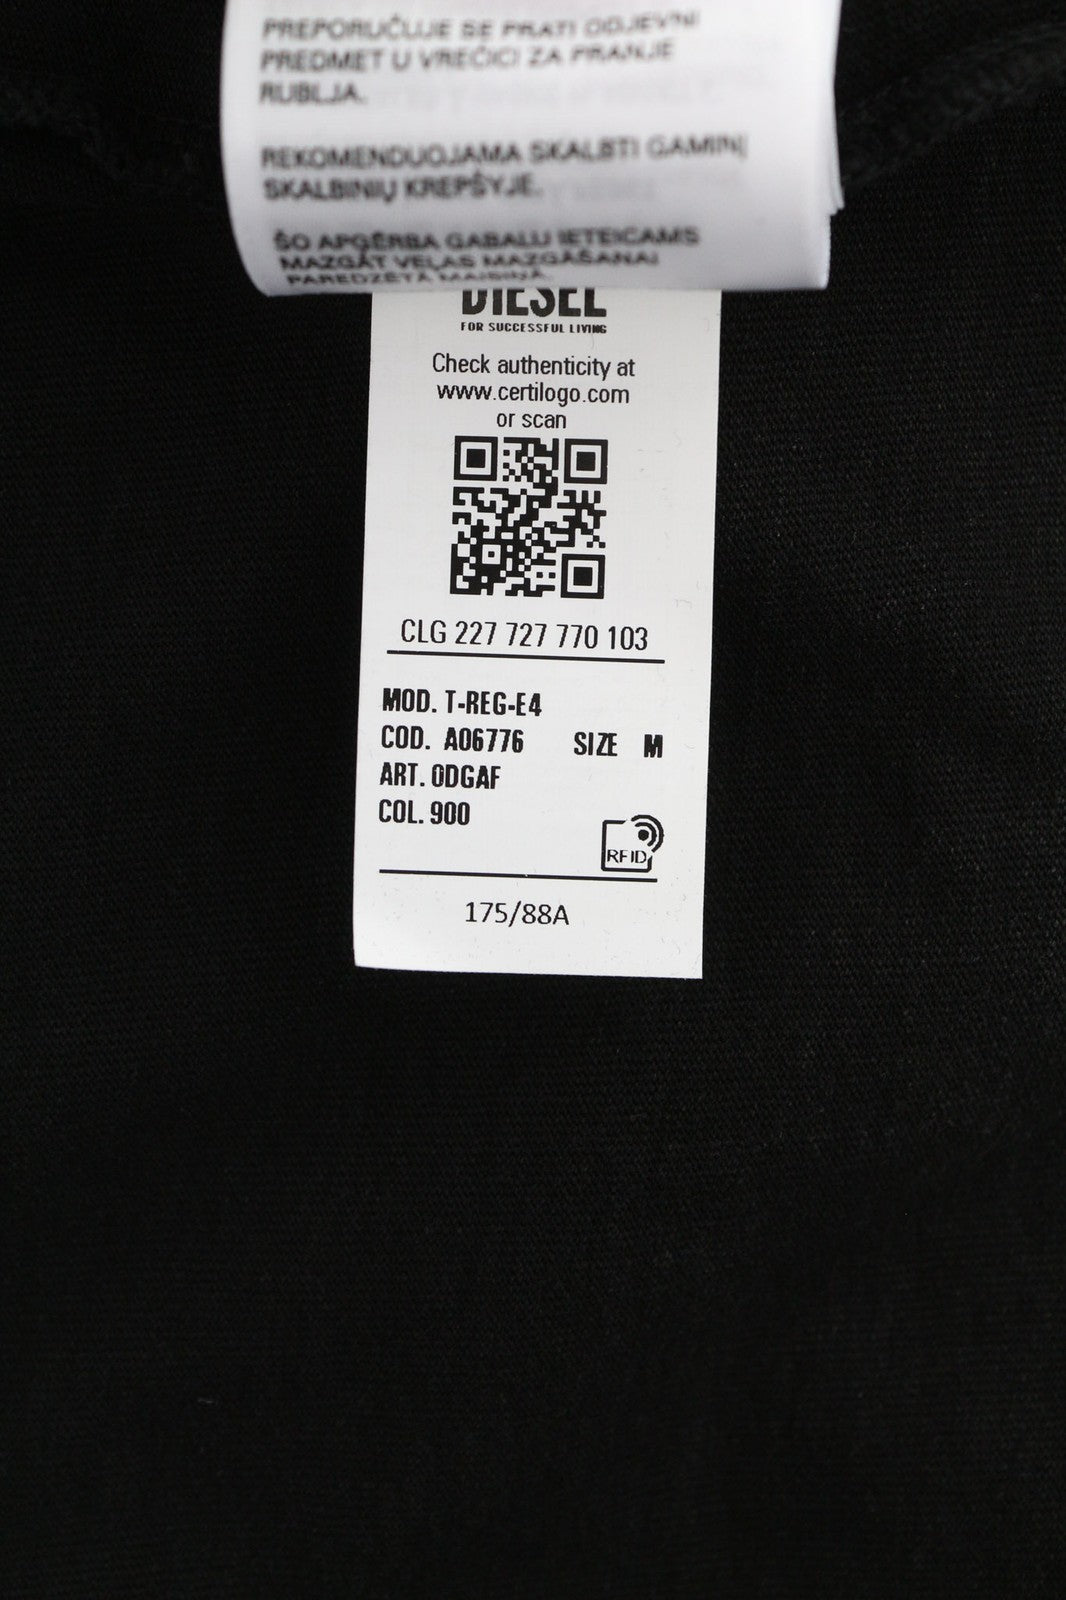 PREPORUČUJE SE PRATI ODJEVNI
PREDMET U VREĆICI ZA PRANJE
RUBLJA.
REKOMENDUOJAMA SKALBTI GAMINĮ
SKALBINIŲ KREPŠYJE.
ŠO APĢĒRBA GABALU IETEICAMS
MAZGĀT VEĻAS MAZGĀŠANAI
PAREDZĒTĀ MAISIŅĀ.
DIESEL
FOR SUCCESSFUL LIVING
Check authenticity at
www.certilogo.com
or scan
CLG 227 727 770 103
MOD. T-REG-E4
COD. A06776 SIZE M
ART. 0DGAF
COL. 900
RFID
175/88A